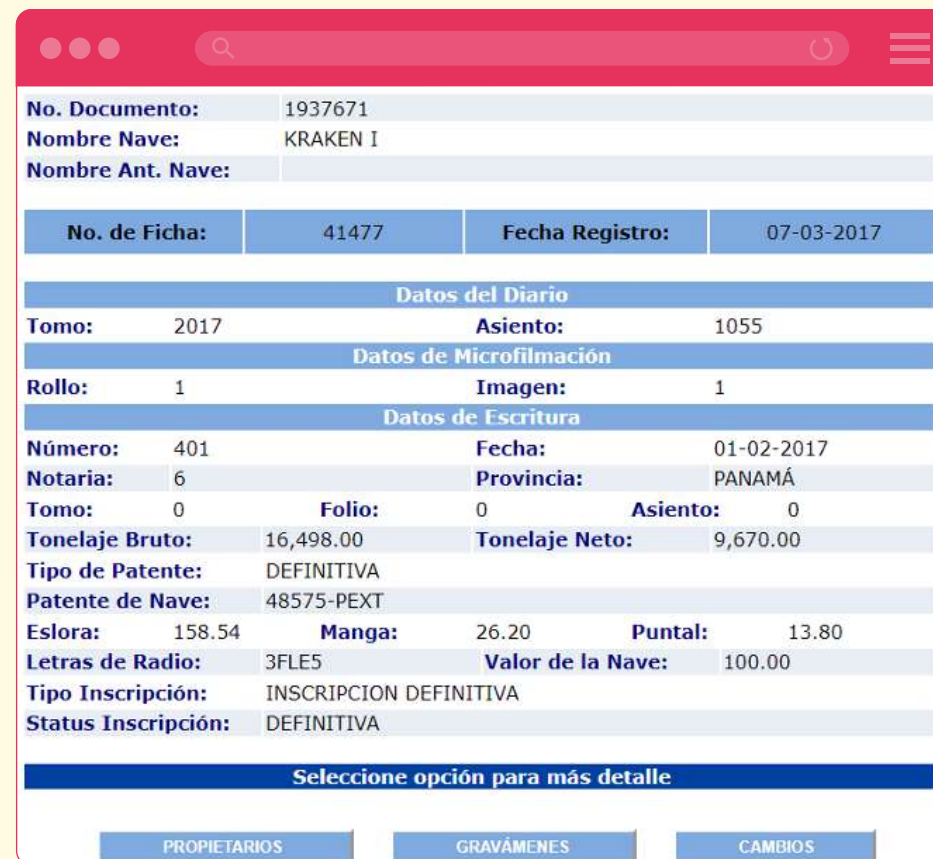 No. Documento: 1937671
Nombre Nave: KRAKEN I
Nombre Ant. Nave:
No. de Ficha: 41477 Fecha Registro: 07-03-2017
Datos del Diario
Tomo: 2017 Asiento: 1055
Datos de Microfilmación
Rollo: 1 Imagen: 1
Datos de Escritura
Número: 401 Fecha: 01-02-2017
Notaria: 6 Provincia: PANAMÁ
Tomo: 0 Folio: 0 Asiento: 0
Tonelaje Bruto: 16,498.00 Tonelaje Neto: 9,670.00
Tipo de Patente: DEFINITIVA
Patente de Nave: 48575-PEXT
Eslora: 158.54 Manga: 26.20 Puntal: 13.80
Letras de Radio: 3FLE5 Valor de la Nave: 100.00
Tipo Inscripción: INSCRIPCION DEFINITIVA
Status Inscripción: DEFINITIVA
Seleccione opción para más detalle
PROPIETARIOS GRAVÁMENES CAMBIOS